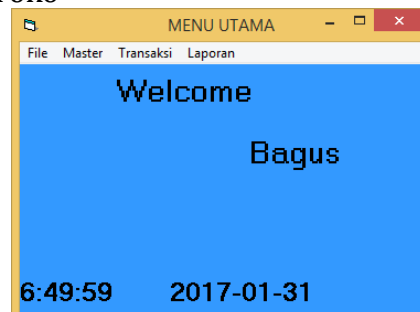 MENU UTAMA
File Master Transaksi Laporan
Welcome
Bagus
6:49:59 2017-01-31